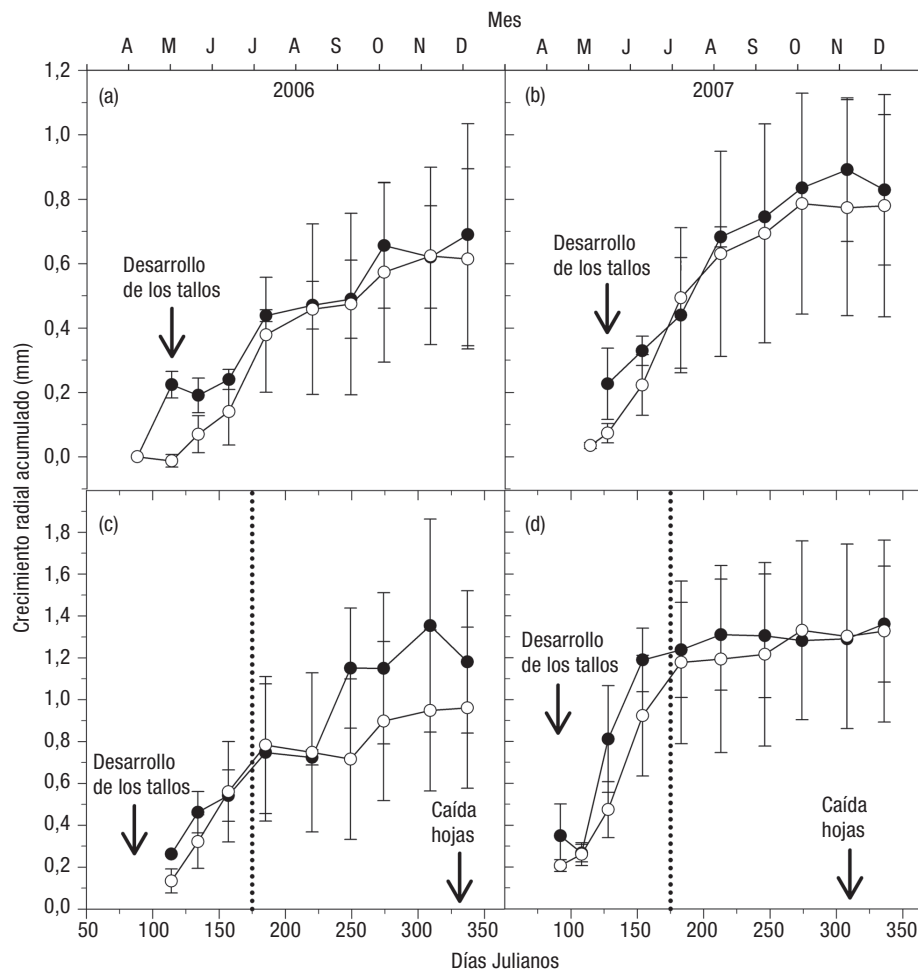 Mes
A M J J A S O N D
A M J J A S O N D
1,2
1,0
0,8
0,6
0,4
0,2
0,0
(a)
2006
Desarrollo
de los tallos
(b)
2007
Desarrollo
de los tallos
Crecimiento radial acumulado (mm)
1,8
1,6
1,4
1,2
1,0
0,8
0,6
0,4
0,2
0,0
(c)
Desarrollo
de los tallos
Caída
hojas
(d)
Desarrollo
de los tallos
Caída
hojas
50 100 150 200 250 300 350
100 150 200 250 300 350
Días Julianos